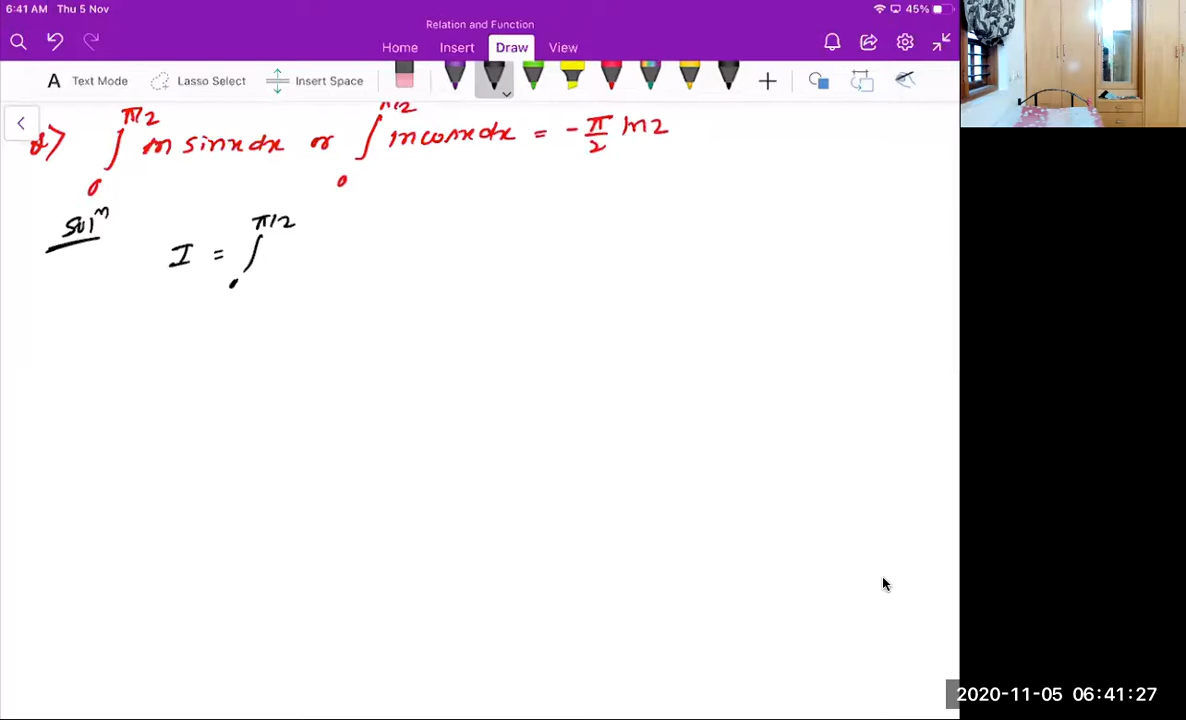 6:41 AM Thu 5 Nov
45%
Relation and Function
Home Insert Draw View
A Text Mode Lasso Select Insert Space
∫₀^π/2 ln sinx dx or ∫₀^π/2 ln cosx dx = -π/2 ln2
Solⁿ
I = ∫₀^π/2
2020-11-05 06:41:27